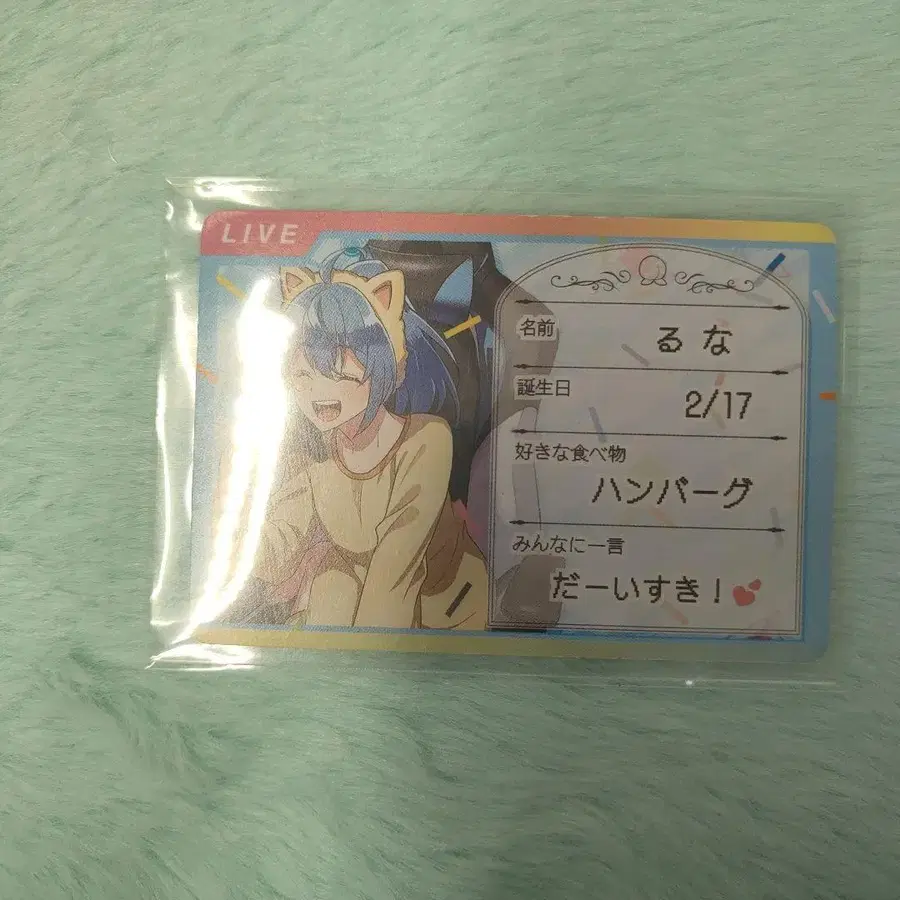 LIVE
名前
るな
誕生日
2/17
好きな食べ物
ハンバーグ
みんなに一言
だーいすき！💕